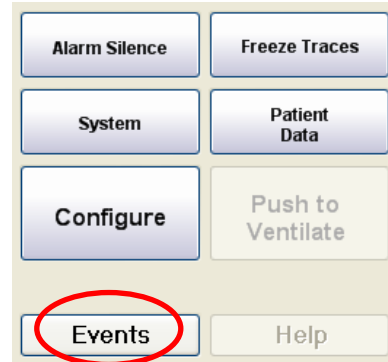 Alarm Silence
Freeze Traces
System
Patient
Data
Configure
Push to
Ventilate
Events
Help